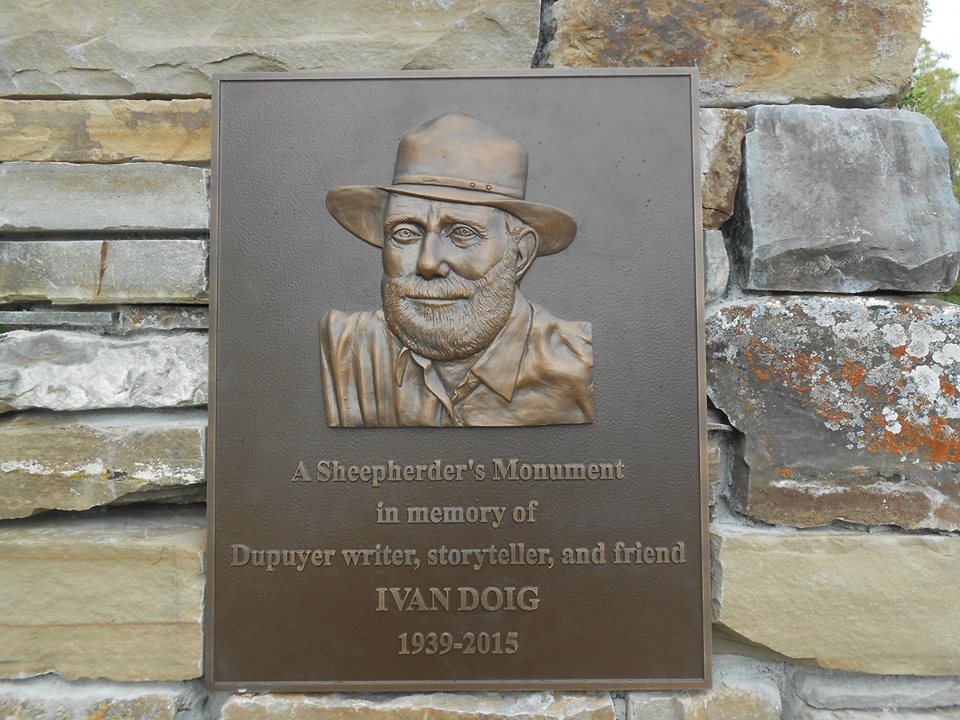 A Sheepherder's Monument
in memory of
Dupuyer writer, storyteller, and friend
IVAN DOIG
1939-2015